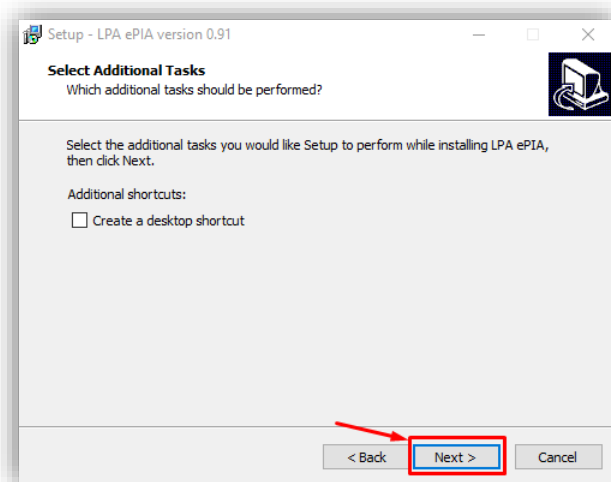 Setup - LPA ePIA version 0.91
Select Additional Tasks
Which additional tasks should be performed?
Select the additional tasks you would like Setup to perform while installing LPA ePIA,
then click Next.
Additional shortcuts:
Create a desktop shortcut
< Back
Next >
Cancel